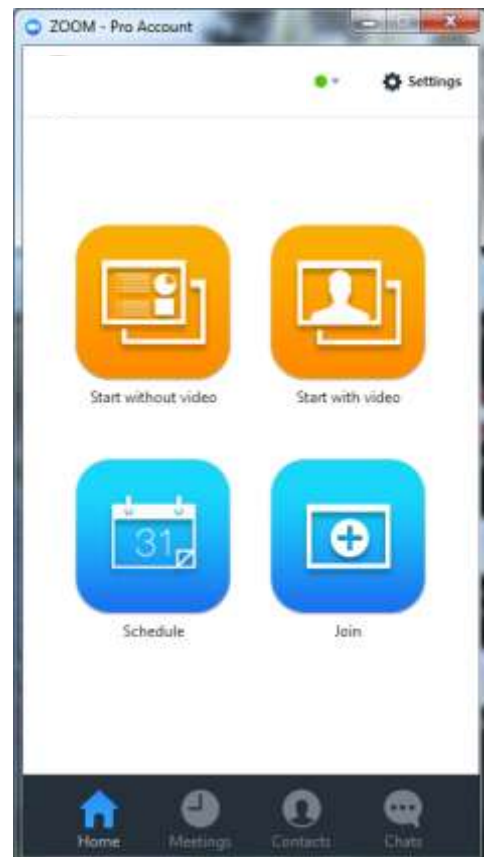 ZOOM - Pro Account
Settings
Start without video
Start with video
31
Schedule
Join
Home
Meetings
Contacts
Chats